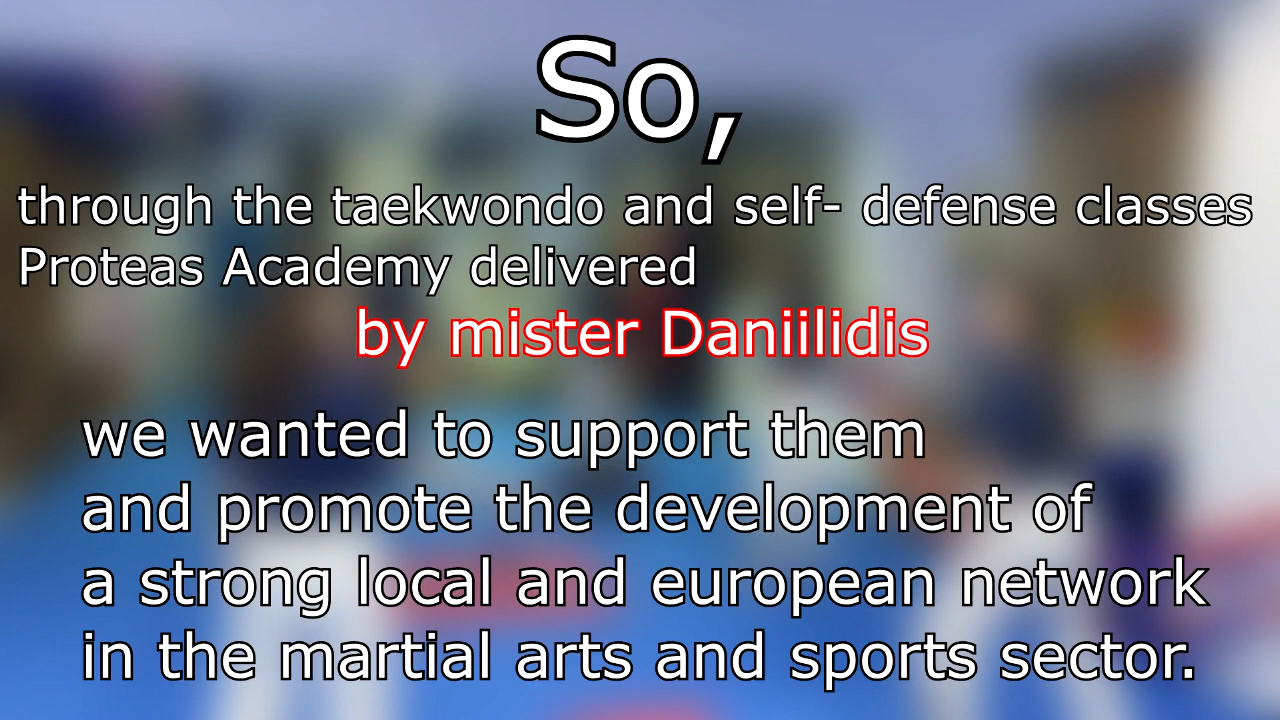 So,
through the taekwondo and self- defense classes
Proteas Academy delivered
by mister Daniilidis
we wanted to support them
and promote the development of
a strong local and european network
in the martial arts and sports sector.